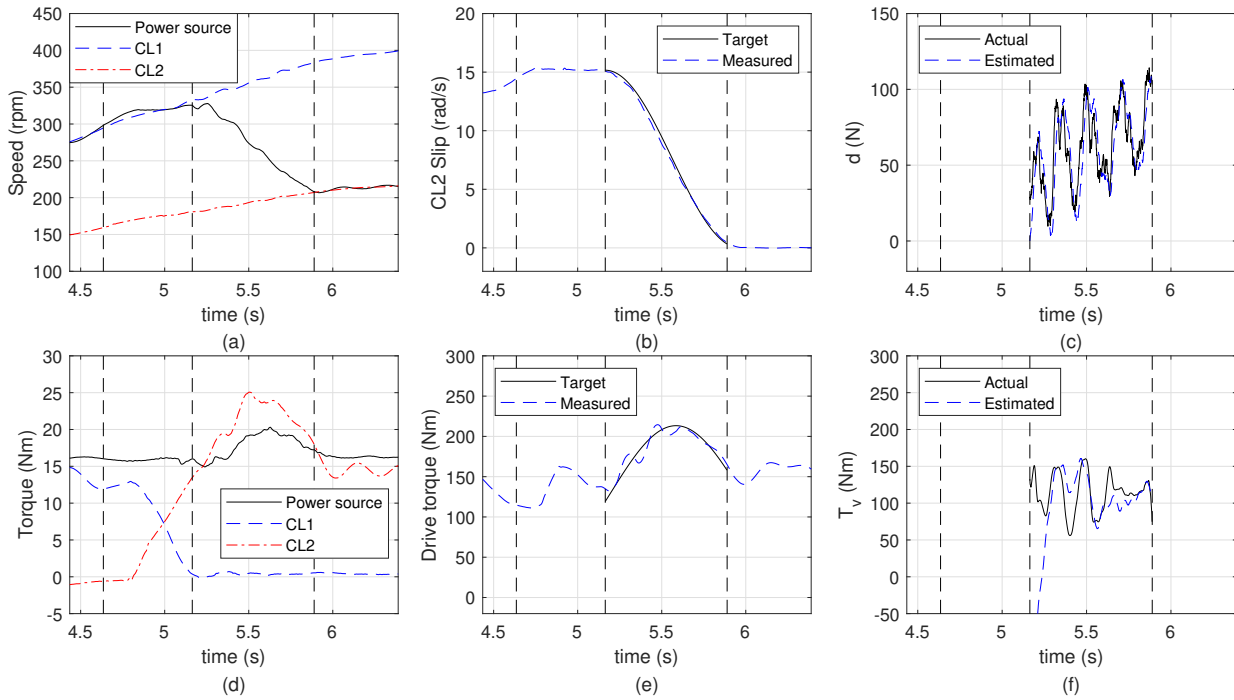 450
400
350
300
250
200
150
100
Speed (rpm)
Power source
CL1
CL2
4.5
5
5.5
6
time (s)
(a)
20
15
10
5
0
-2
CL2 Slip (rad/s)
Target
Measured
4.5
5
5.5
6
time (s)
(b)
150
100
50
0
d (N)
Actual
Estimated
4.5
5
5.5
6
time (s)
(c)
30
25
20
15
10
5
0
-5
Torque (Nm)
Power source
CL1
CL2
4.5
5
5.5
6
time (s)
(d)
300
250
200
150
100
50
0
Drive torque (Nm)
Target
Measured
4.5
5
5.5
6
time (s)
(e)
300
250
200
150
100
50
0
-50
T_v (Nm)
Actual
Estimated
4.5
5
5.5
6
time (s)
(f)